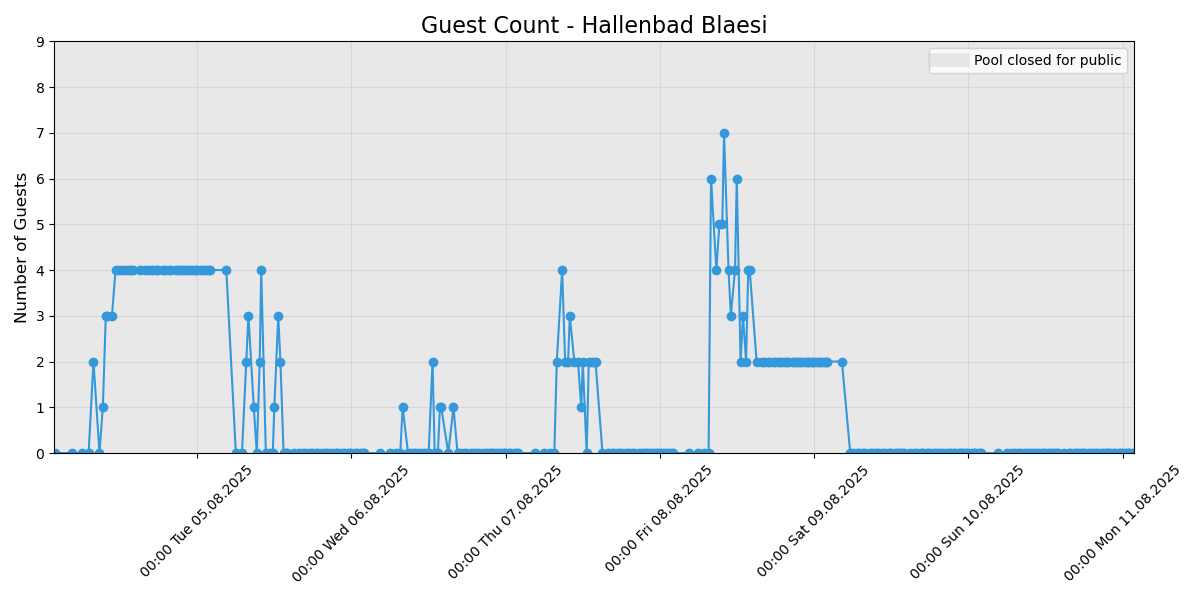 Guest Count - Hallenbad Blaesi
Pool closed for public
Number of Guests
9
8
7
6
5
4
3
2
1
0
00:00 Tue 05.08.2025
00:00 Wed 06.08.2025
00:00 Thu 07.08.2025
00:00 Fri 08.08.2025
00:00 Sat 09.08.2025
00:00 Sun 10.08.2025
00:00 Mon 11.08.2025